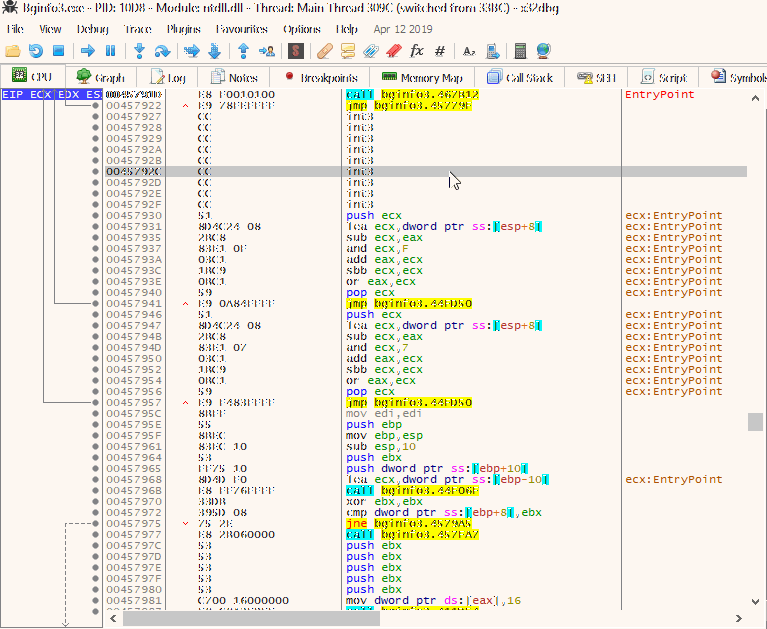 Bginfo3.exe - PID: 10D8 - Module: ntdll.dll - Thread: Main Thread 309C (switched from 33BC) - x32dbg
File View Debug Trace Plugins Favourites Options Help Apr 12 2019
CPU Graph Log Notes Breakpoints Memory Map Call Stack SEH Script Symbols
EIP ECX EDX ES 0045791D E8 F0010100 call bginfo3.467B12 EntryPoint
00457922 E9 78FEFFFF jmp bginfo3.45779F
00457927 CC int3
00457928 CC int3
00457929 CC int3
0045792A CC int3
0045792B CC int3
0045792C CC int3
0045792D CC int3
0045792E CC int3
0045792F CC int3
00457930 51 push ecx ecx:EntryPoint
00457931 8D4C24 08 lea ecx,dword ptr ss:[esp+8] ecx:EntryPoint
00457935 2BC8 sub ecx,eax ecx:EntryPoint
00457937 83E1 0F and ecx,F ecx:EntryPoint
0045793A 03C1 add eax,ecx ecx:EntryPoint
0045793C 1BC9 sbb ecx,ecx ecx:EntryPoint
0045793E 0BC1 or eax,ecx ecx:EntryPoint
00457940 59 pop ecx ecx:EntryPoint
00457941 E9 0A84FFFF jmp bginfo3.44FD50
00457946 51 push ecx ecx:EntryPoint
00457947 8D4C24 08 lea ecx,dword ptr ss:[esp+8] ecx:EntryPoint
0045794B 2BC8 sub ecx,eax ecx:EntryPoint
0045794D 83E1 07 and ecx,7 ecx:EntryPoint
00457950 03C1 add eax,ecx ecx:EntryPoint
00457952 1BC9 sbb ecx,ecx ecx:EntryPoint
00457954 0BC1 or eax,ecx ecx:EntryPoint
00457956 59 pop ecx ecx:EntryPoint
00457957 E9 F483FFFF jmp bginfo3.44FD50
0045795C 8BFF mov edi,edi
0045795E 55 push ebp
0045795F 8BEC mov ebp,esp
00457961 83EC 10 sub esp,10
00457964 53 push ebx
00457965 FF75 10 push dword ptr ss:[ebp+10]
00457968 8D4D F0 lea ecx,dword ptr ss:[ebp-10] ecx:EntryPoint
0045796B E8 FF76FFFF call bginfo3.44F06F
00457970 33DB xor ebx,ebx
00457972 395D 08 cmp dword ptr ss:[ebp+8],ebx
00457975 75 2E jne bginfo3.4579A5
00457977 E8 2B060000 call bginfo3.457FA7
0045797C 53 push ebx
0045797D 53 push ebx
0045797E 53 push ebx
0045797F 53 push ebx
00457980 53 push ebx
00457981 C700 16000000 mov dword ptr ds:[eax],16
00457987